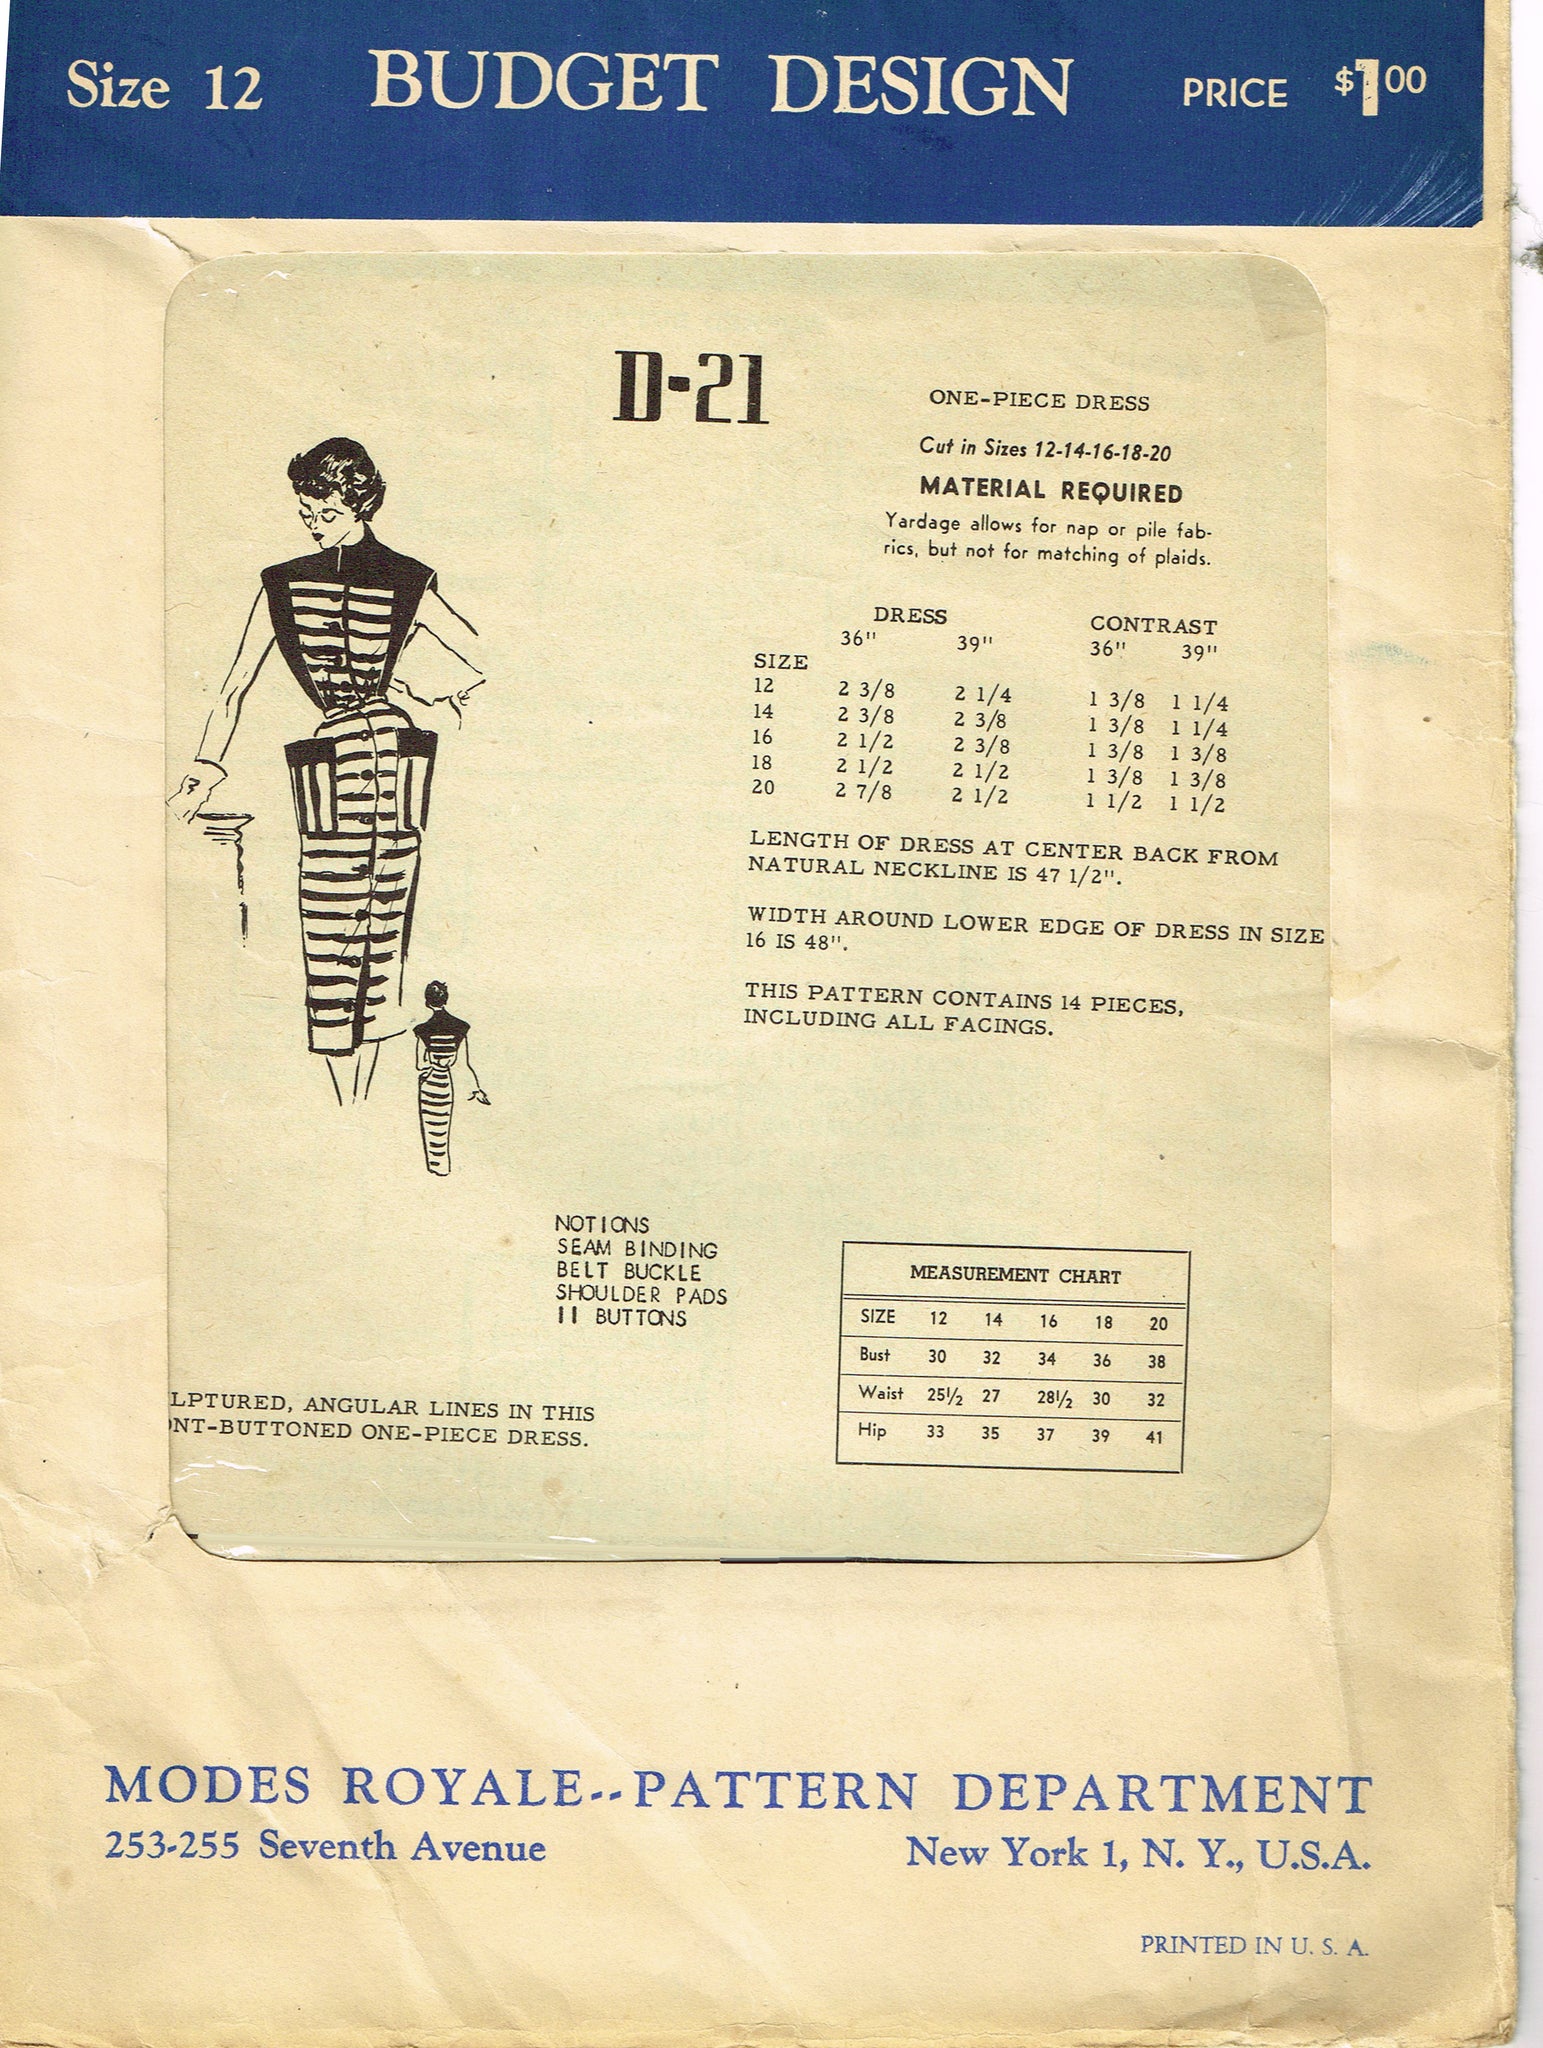 Size 12 BUDGET DESIGN PRICE $1.00
D-21
ONE-PIECE DRESS
Cut in Sizes 12-14-16-18-20
MATERIAL REQUIRED
Yardage allows for nap or pile fab-
rics, but not for matching of plaids.
DRESS CONTRAST
36" 39" 36" 39"
SIZE
12 2 3/8 2 1/4 1 3/8 1 1/4
14 2 3/8 2 3/8 1 3/8 1 1/4
16 2 1/2 2 3/8 1 3/8 1 3/8
18 2 1/2 2 1/2 1 3/8 1 3/8
20 2 7/8 2 1/2 1 1/2 1 1/2
LENGTH OF DRESS AT CENTER BACK FROM
NATURAL NECKLINE IS 47 1/2".
WIDTH AROUND LOWER EDGE OF DRESS IN SIZE
16 IS 48".
THIS PATTERN CONTAINS 14 PIECES,
INCLUDING ALL FACINGS.
NOTIONS
SEAM BINDING
BELT BUCKLE
SHOULDER PADS
11 BUTTONS
LPTURED, ANGULAR LINES IN THIS
NT-BUTTONED ONE-PIECE DRESS.
MEASUREMENT CHART
SIZE 12 14 16 18 20
Bust 30 32 34 36 38
Waist 25½ 27 28½ 30 32
Hip 33 35 37 39 41
MODES ROYALE--PATTERN DEPARTMENT
253-255 Seventh Avenue New York 1, N. Y., U.S.A.
PRINTED IN U. S. A.